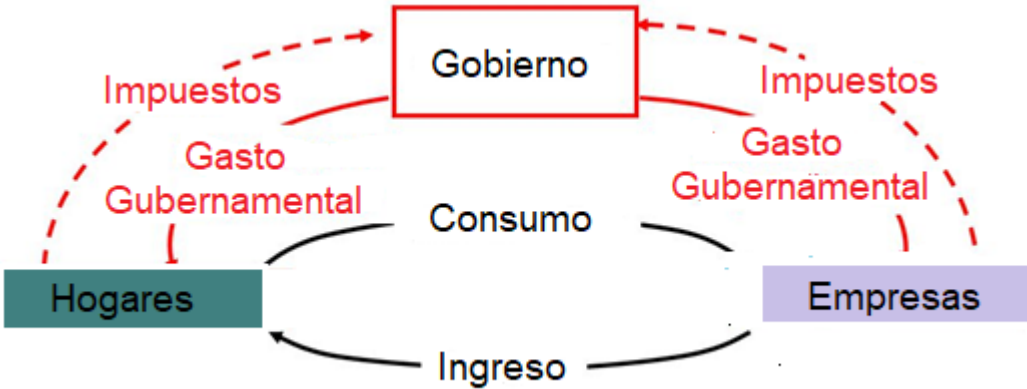 Gobierno
Impuestos
Impuestos
Gasto
Gubernamental
Gasto
Gubernamental
Consumo
Hogares
Empresas
Ingreso